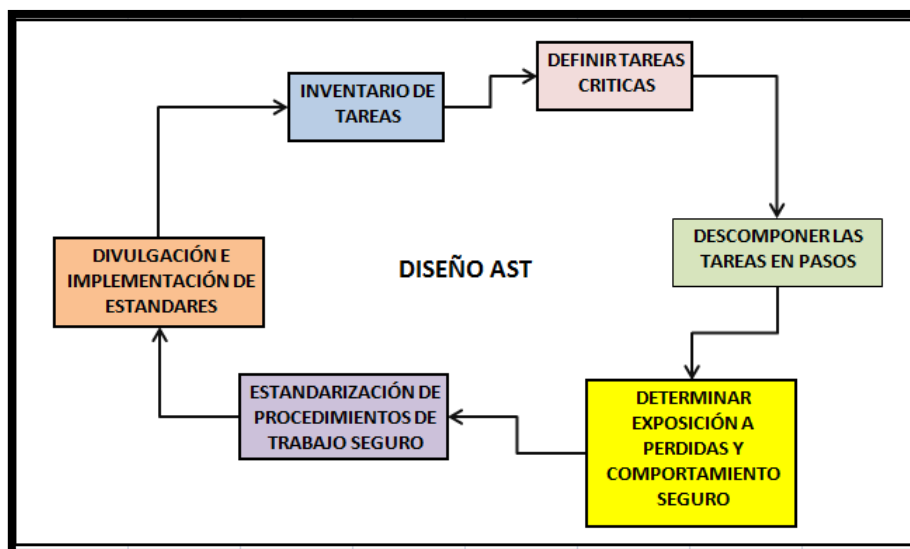 INVENTARIO DE
TAREAS
DEFINIR TAREAS
CRITICAS
DESCOMPONER LAS
TAREAS EN PASOS
DETERMINAR
EXPOSICIÓN A
PERDIDAS Y
COMPORTAMIENTO
SEGURO
ESTANDARIZACIÓN DE
PROCEDIMIENTOS DE
TRABAJO SEGURO
DIVULGACIÓN E
IMPLEMENTACIÓN DE
ESTANDARES
DISEÑO AST